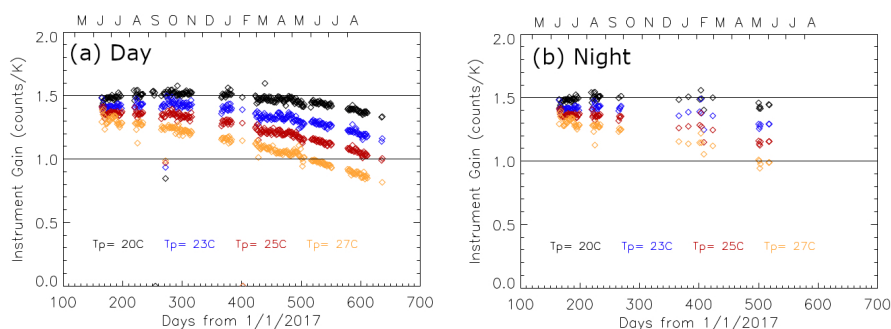 M J J A S O N D J F M A M J J A
(a) Day
2.0
1.5
1.0
0.5
0.0
Instrument Gain (counts/K)
Tp= 20C Tp= 23C Tp= 25C Tp= 27C
100 200 300 400 500 600 700
Days from 1/1/2017
M J J A S O N D J F M A M J J A
(b) Night
2.0
1.5
1.0
0.5
0.0
Instrument Gain (counts/K)
Tp= 20C Tp= 23C Tp= 25C Tp= 27C
100 200 300 400 500 600 700
Days from 1/1/2017